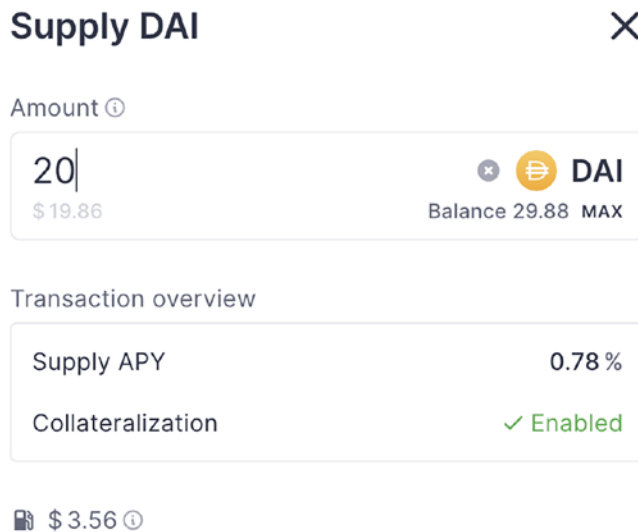 Supply DAI
Amount
20 DAI
$19.86 Balance 29.88 MAX
Transaction overview
Supply APY 0.78 %
Collateralization Enabled
$3.56